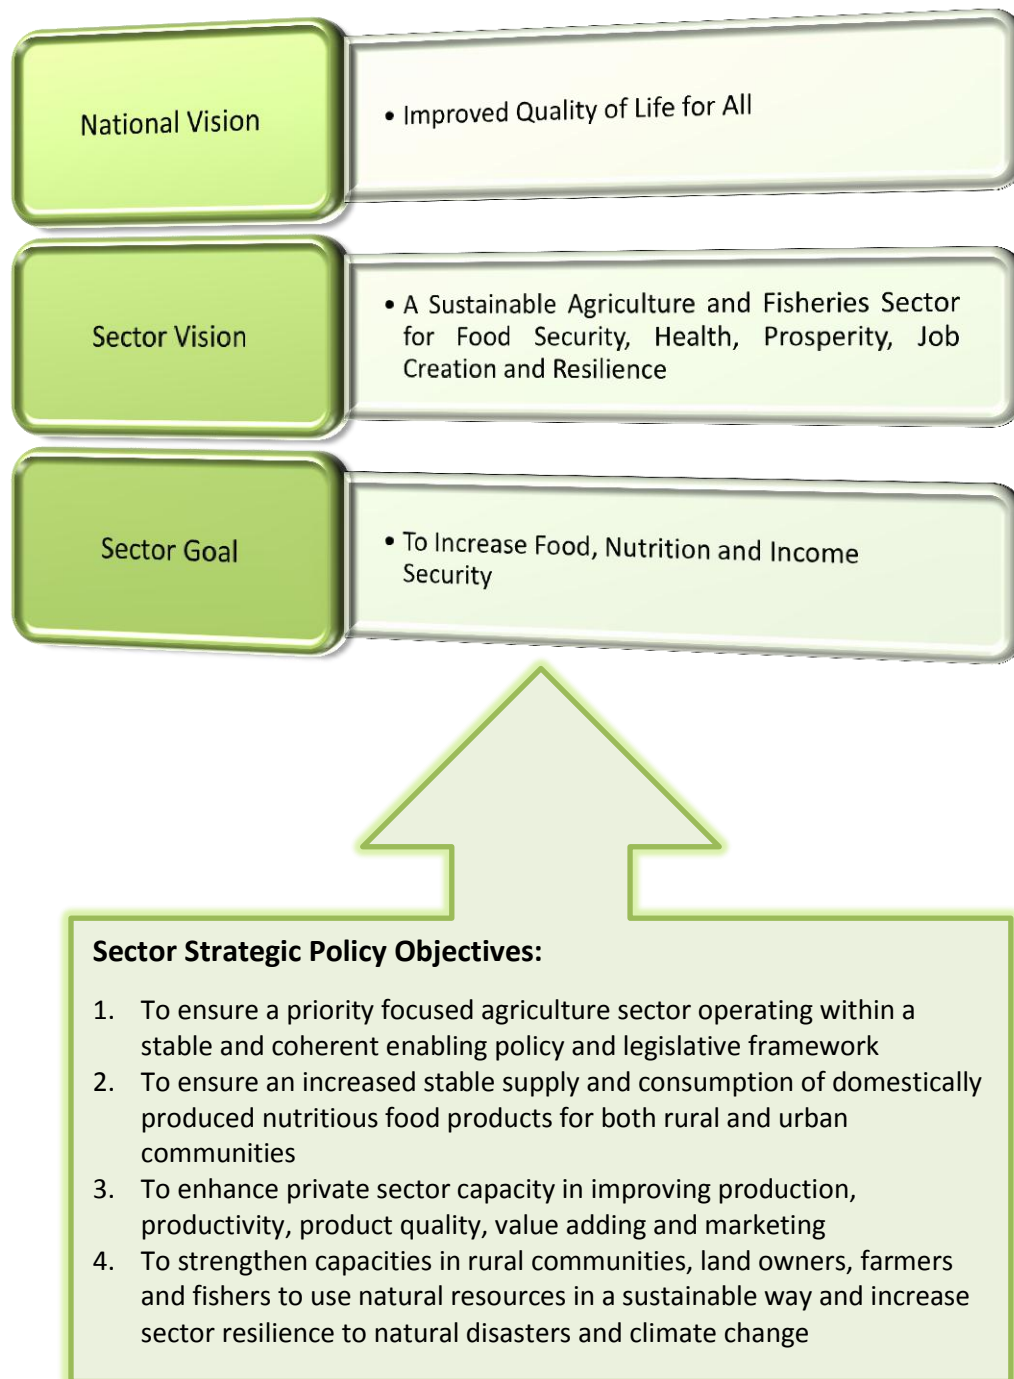 National Vision
• Improved Quality of Life for All
Sector Vision
• A Sustainable Agriculture and Fisheries Sector
for Food Security, Health, Prosperity, Job
Creation and Resilience
Sector Goal
• To Increase Food, Nutrition and Income
Security
Sector Strategic Policy Objectives:
1. To ensure a priority focused agriculture sector operating within a
stable and coherent enabling policy and legislative framework
2. To ensure an increased stable supply and consumption of domestically
produced nutritious food products for both rural and urban
communities
3. To enhance private sector capacity in improving production,
productivity, product quality, value adding and marketing
4. To strengthen capacities in rural communities, land owners, farmers
and fishers to use natural resources in a sustainable way and increase
sector resilience to natural disasters and climate change